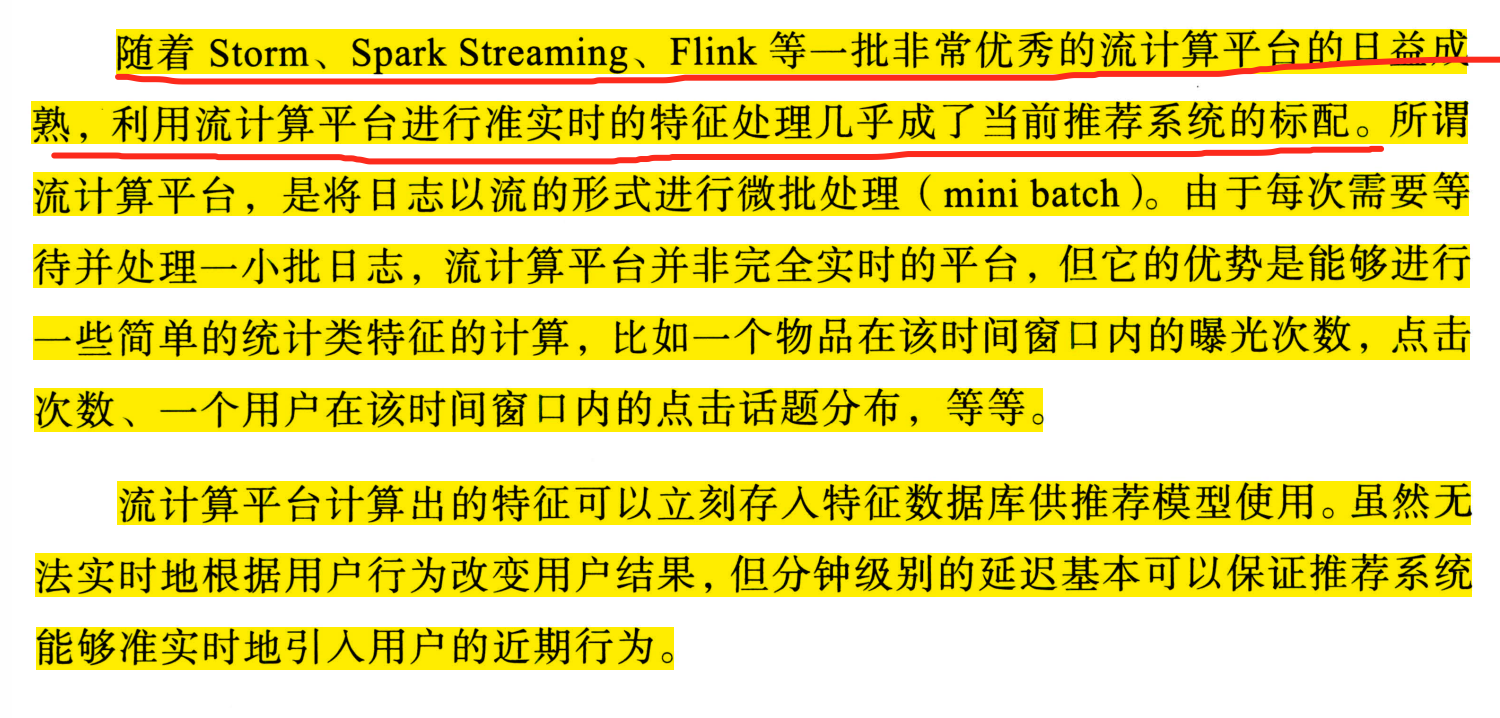 随着 Storm、Spark Streaming、Flink 等一批非常优秀的流计算平台的日益成
熟，利用流计算平台进行准实时的特征处理几乎成了当前推荐系统的标配。所谓
流计算平台，是将日志以流的形式进行微批处理（mini batch）。由于每次需要等
待并处理一小批日志，流计算平台并非完全实时的平台，但它的优势是能够进行
一些简单的统计类特征的计算，比如一个物品在该时间窗口内的曝光次数，点击
次数、一个用户在该时间窗口内的点击话题分布，等等。
流计算平台计算出的特征可以立刻存入特征数据库供推荐模型使用。虽然无
法实时地根据用户行为改变用户结果，但分钟级别的延迟基本可以保证推荐系统
能够准实时地引入用户的近期行为。